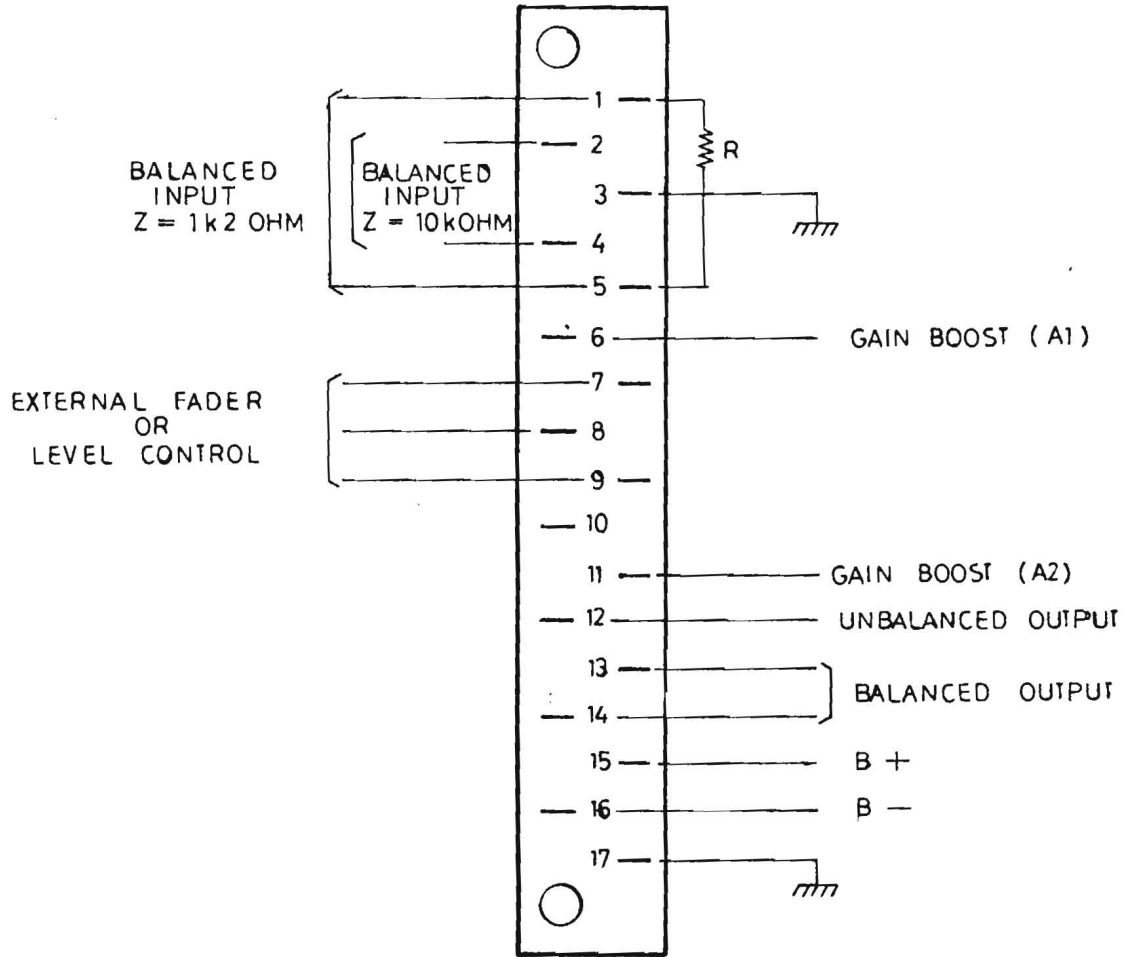 BALANCED
INPUT
Z = 1k2 OHM
BALANCED
INPUT
Z = 10kOHM
EXTERNAL FADER
OR
LEVEL CONTROL
1
2
3
4
5
6
7
8
9
10
11
12
13
14
15
16
17
R
GAIN BOOST (A1)
GAIN BOOST (A2)
UNBALANCED OUTPUT
BALANCED OUTPUT
B +
B –